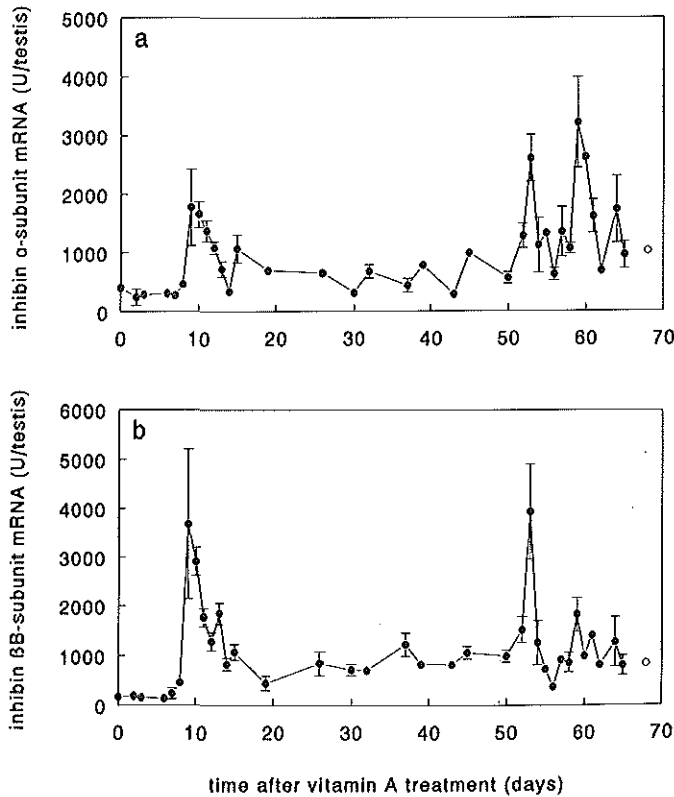 a
inhibin α-subunit mRNA (U/testis)
5000
4000
3000
2000
1000
0
0 10 20 30 40 50 60 70
b
inhibin ßB-subunit mRNA (U/testis)
6000
5000
4000
3000
2000
1000
0
0 10 20 30 40 50 60 70
time after vitamin A treatment (days)